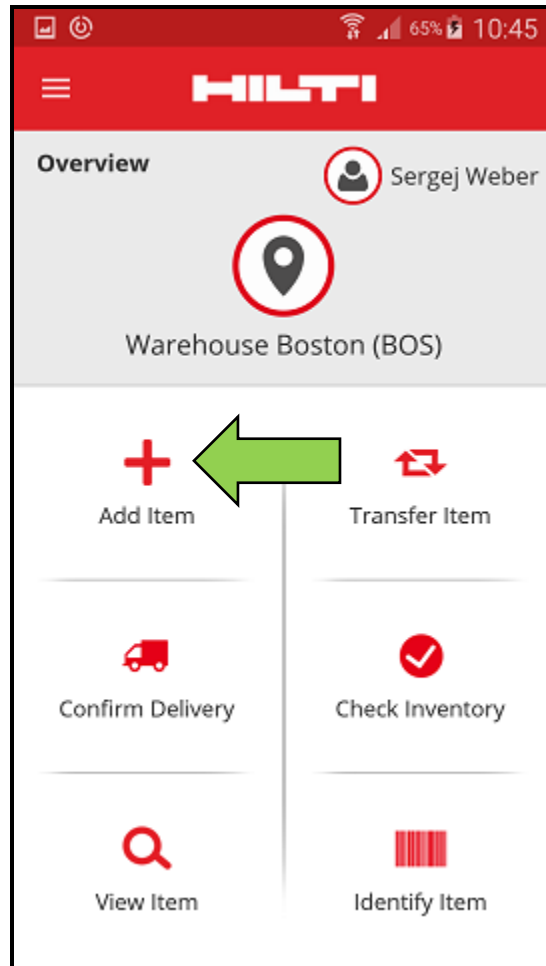 65% 10:45
HILTI
Overview
Sergej Weber
Warehouse Boston (BOS)
Add Item
Transfer Item
Confirm Delivery
Check Inventory
View Item
Identify Item